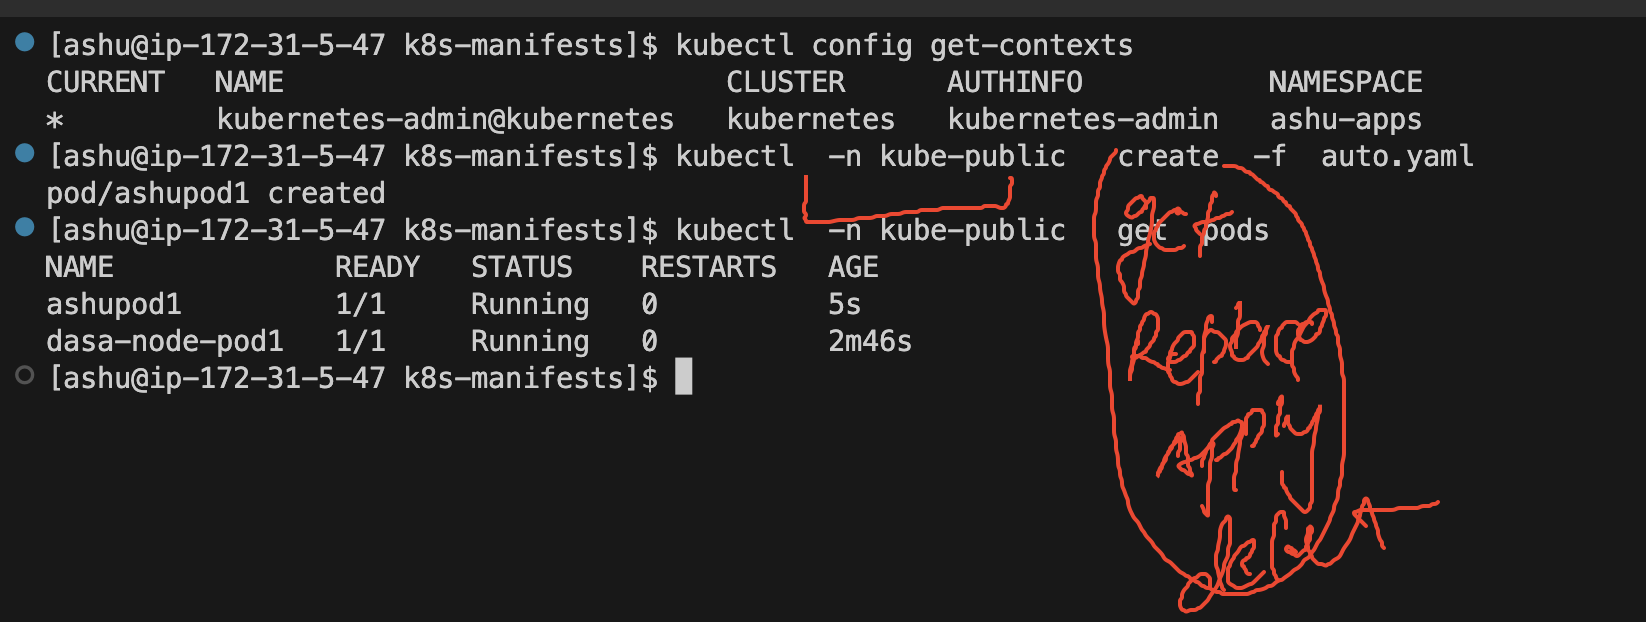 [ashu@ip-172-31-5-47 k8s-manifests]$ kubectl config get-contexts
CURRENT NAME CLUSTER AUTHINFO NAMESPACE
* kubernetes-admin@kubernetes kubernetes kubernetes-admin ashu-apps
[ashu@ip-172-31-5-47 k8s-manifests]$ kubectl -n kube-public create -f auto.yaml
pod/ashupod1 created
[ashu@ip-172-31-5-47 k8s-manifests]$ kubectl -n kube-public get pods
get
NAME READY STATUS RESTARTS AGE
ashupod1 1/1 Running 0 5s
dasa-node-pod1 1/1 Running 0 2m46s
Replace
[ashu@ip-172-31-5-47 k8s-manifests]$
Apply